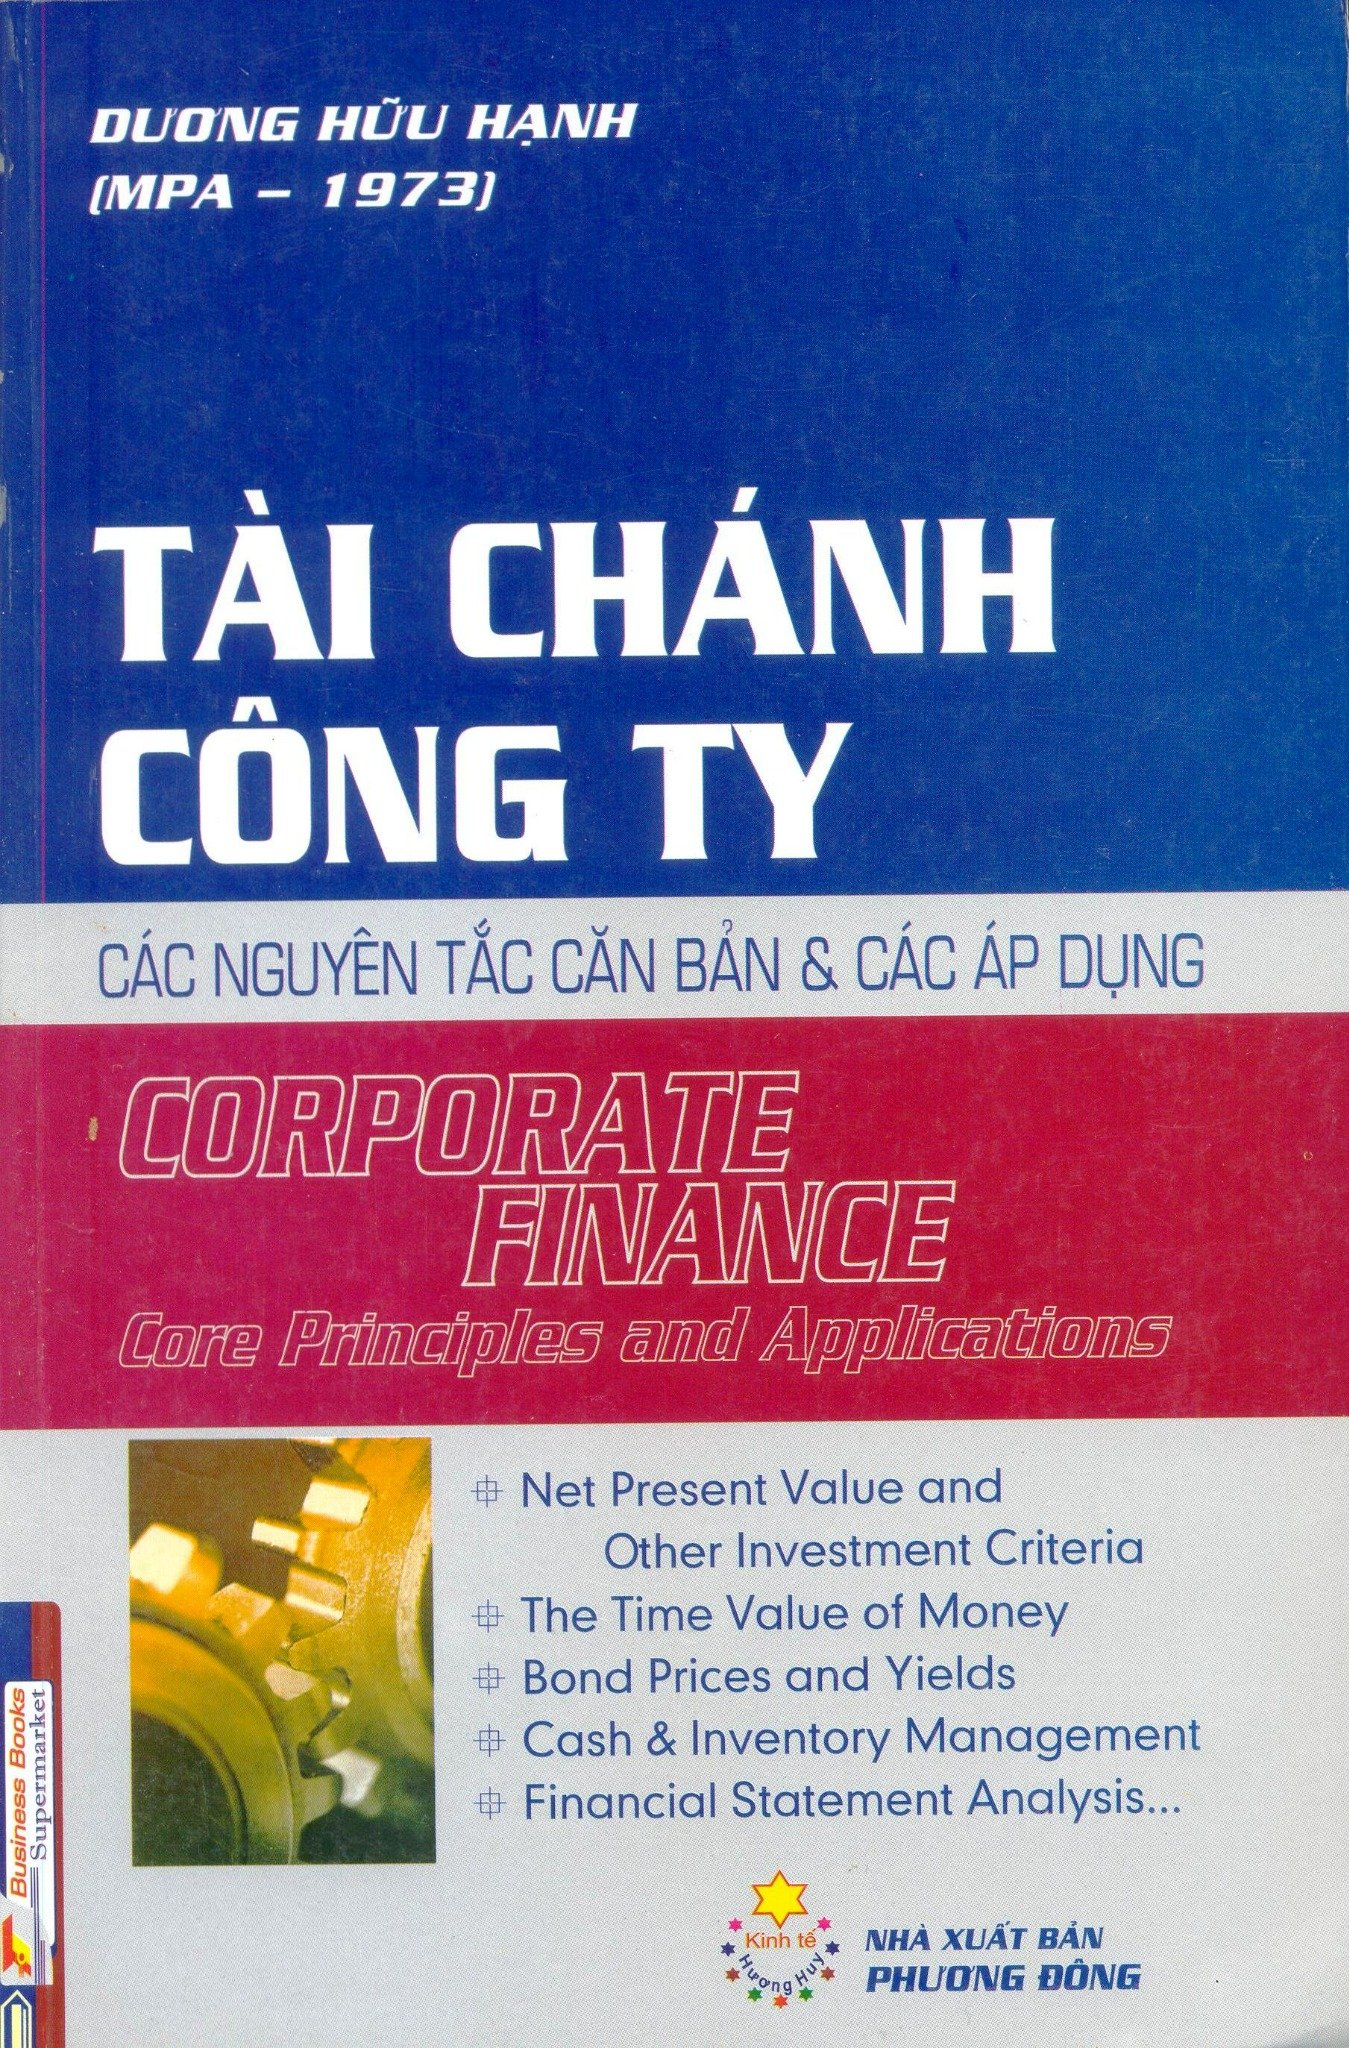 DƯƠNG HỮU HẠNH
(MPA – 1973)
TÀI CHÁNH
CÔNG TY
CÁC NGUYÊN TẮC CĂN BẢN & CÁC ÁP DỤNG
CORPORATE
FINANCE
Core Principles and Applications
Net Present Value and
Other Investment Criteria
The Time Value of Money
Bond Prices and Yields
Cash & Inventory Management
Financial Statement Analysis...
Business Books
Supermarket
Kinh tế
Hương Huy
NHÀ XUẤT BẢN
PHƯƠNG ĐÔNG